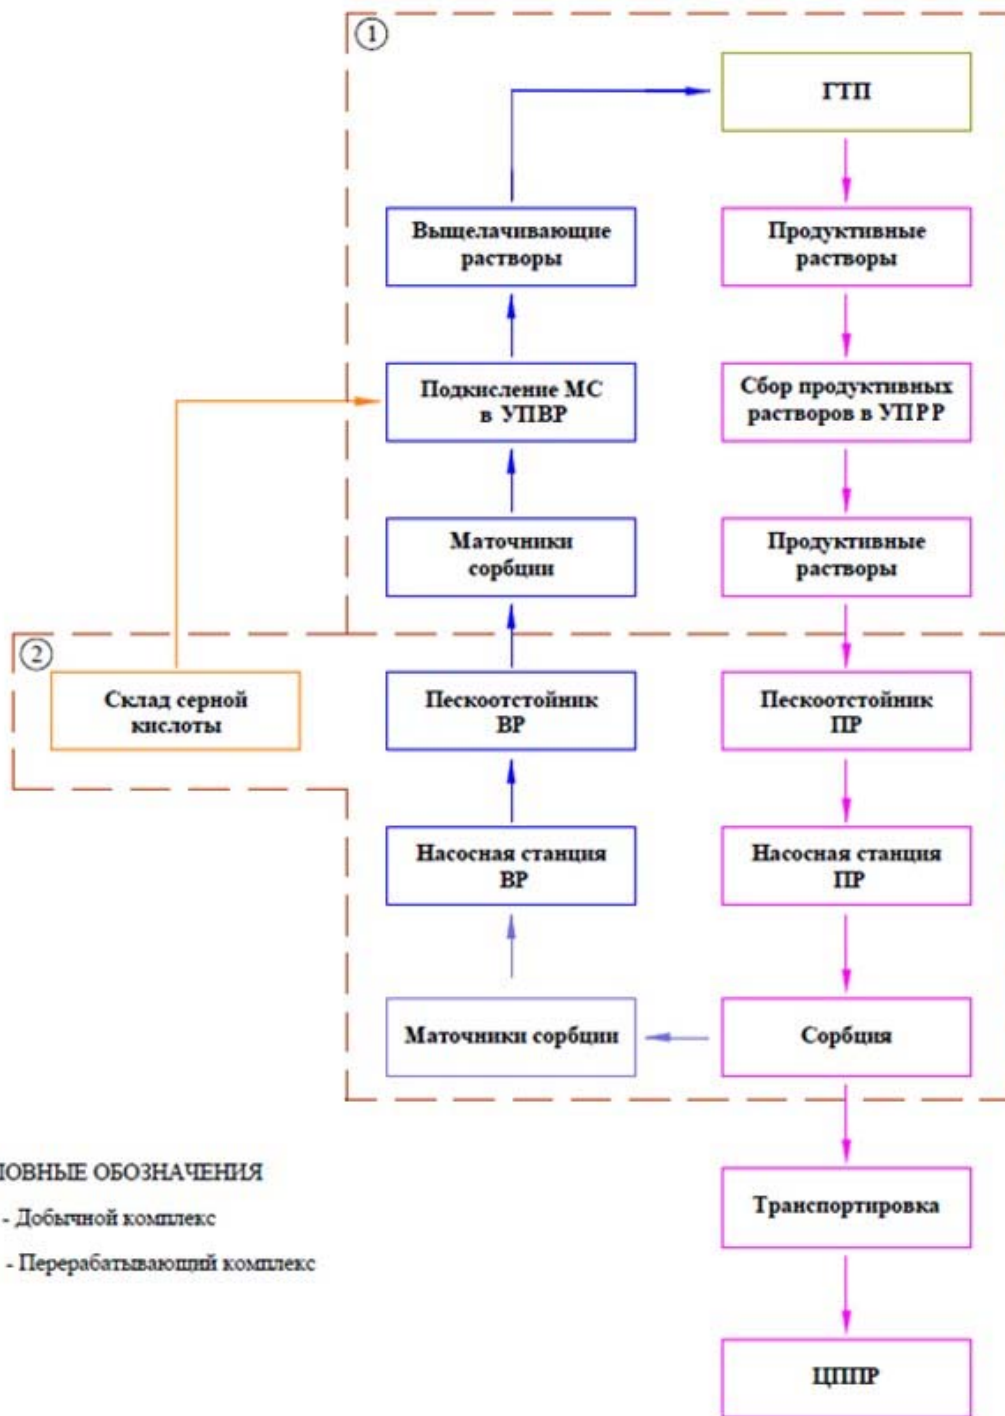 1
ГТП
Выщелачивающие
растворы
Продуктивные
растворы
Подкисление МС
в УПВР
Сбор продуктивных
растворов в УПРР
Маточники
сорбции
Продуктивные
растворы
2
Склад серной
кислоты
Пескоотстойник
ВР
Пескоотстойник
ПР
Насосная станция
ВР
Насосная станция
ПР
Маточники сорбции
Сорбция
Транспортировка
ЦППР
ЛОВНЫЕ ОБОЗНАЧЕНИЯ
- Добычной комплекс
- Перерабатывающий комплекс